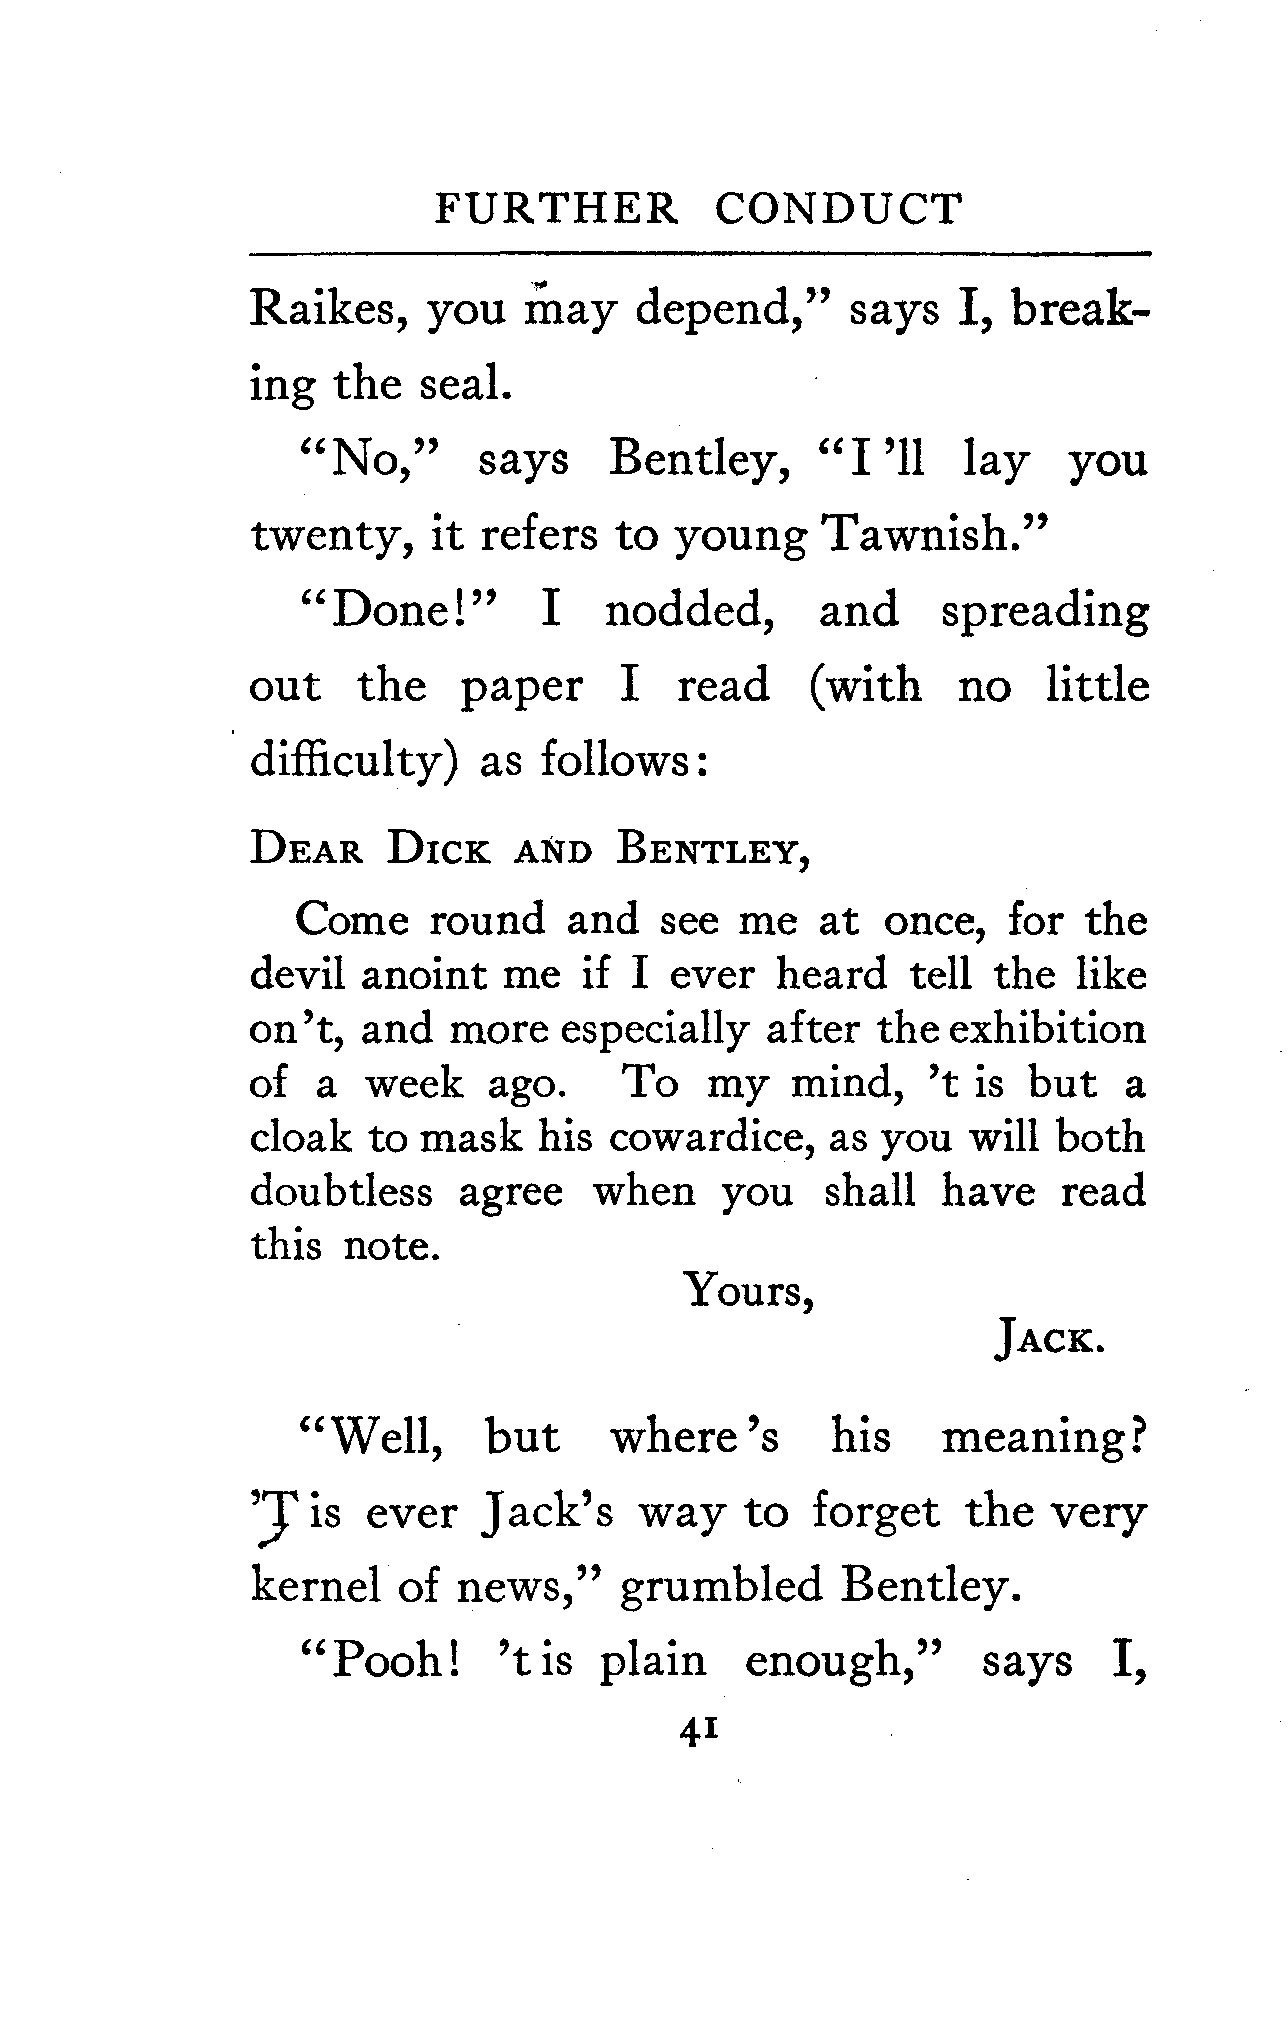 FURTHER CONDUCT
Raikes, you may depend,” says I, break-
ing the seal.
“No,” says Bentley, “I ’ll lay you
twenty, it refers to young Tawnish.”
“Done!” I nodded, and spreading
out the paper I read (with no little
difficulty) as follows:
DEAR DICK AND BENTLEY,
Come round and see me at once, for the
devil anoint me if I ever heard tell the like
on’t, and more especially after the exhibition
of a week ago. To my mind, ’t is but a
cloak to mask his cowardice, as you will both
doubtless agree when you shall have read
this note.
Yours,
JACK.
“Well, but where ’s his meaning?
’T is ever Jack’s way to forget the very
kernel of news,” grumbled Bentley.
“Pooh! ’t is plain enough,” says I,
41